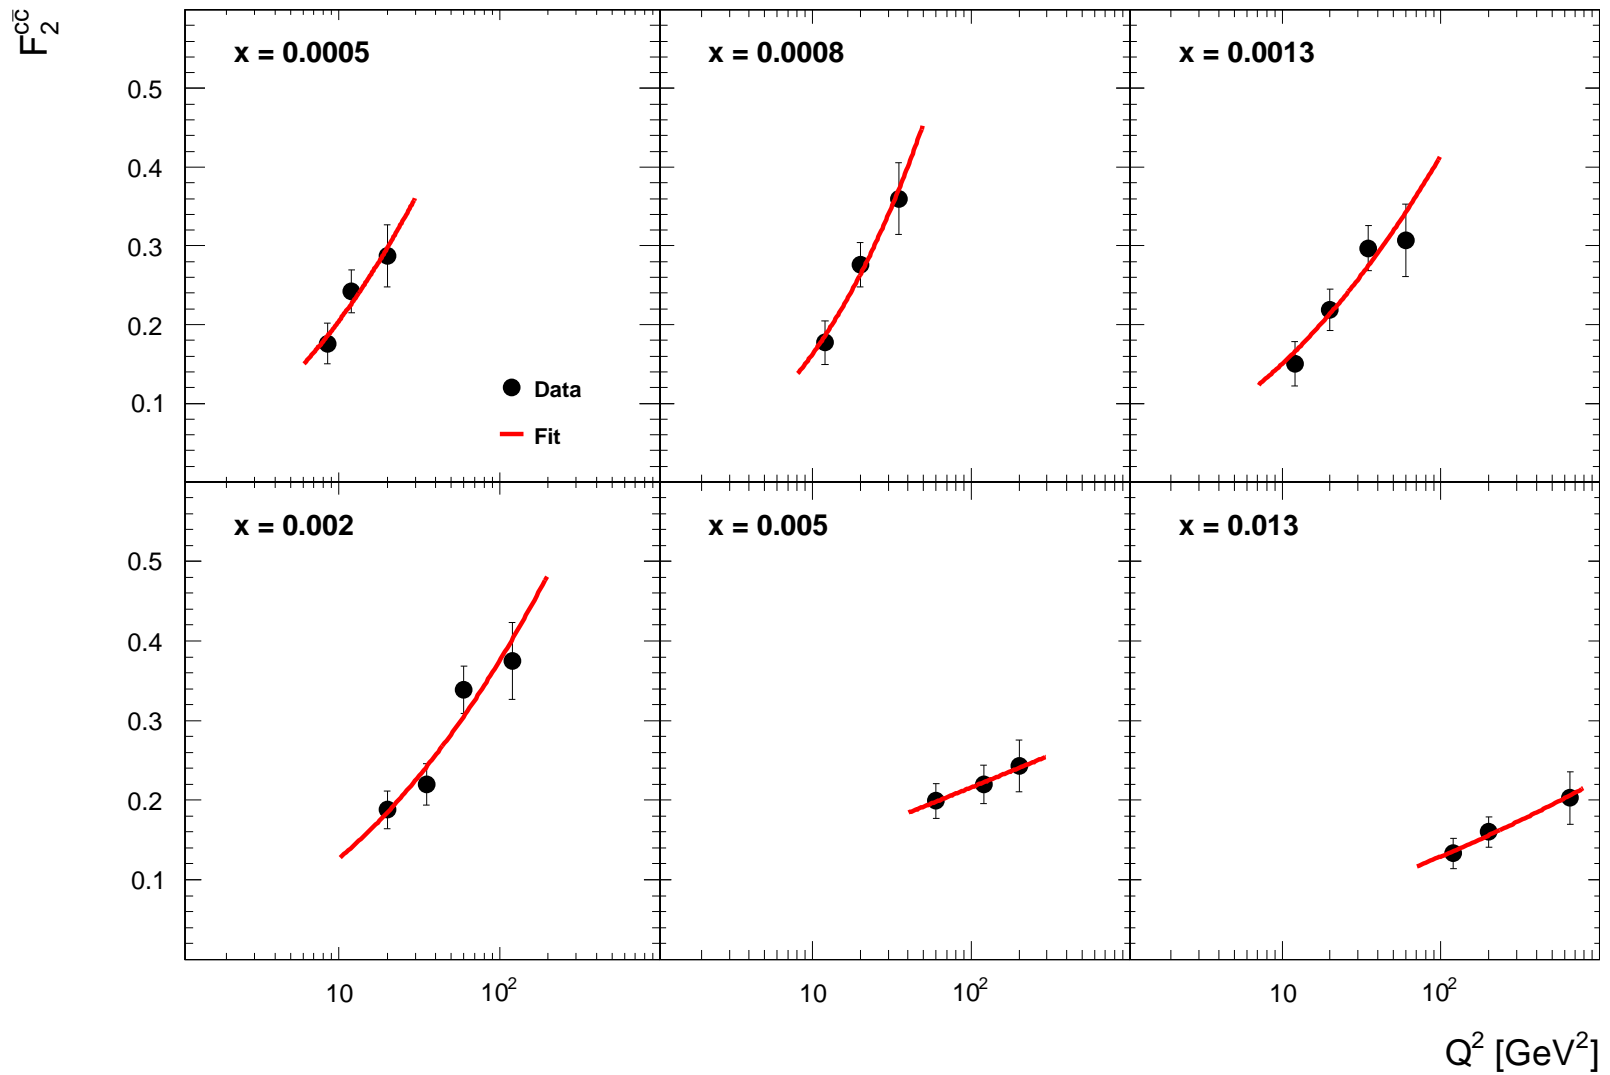 F₂^cc̄
x = 0.0005
x = 0.0008
x = 0.0013
0.5
0.4
0.3
0.2
0.1
Data
Fit
x = 0.002
x = 0.005
x = 0.013
0.5
0.4
0.3
0.2
0.1
10
10²
10
10²
10
10²
Q² [GeV²]